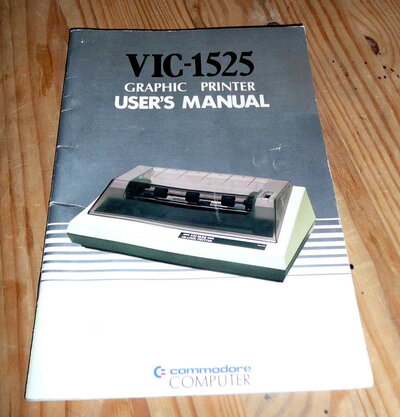 VIC-1525
GRAPHIC PRINTER
USER'S MANUAL
commodore
COMPUTER